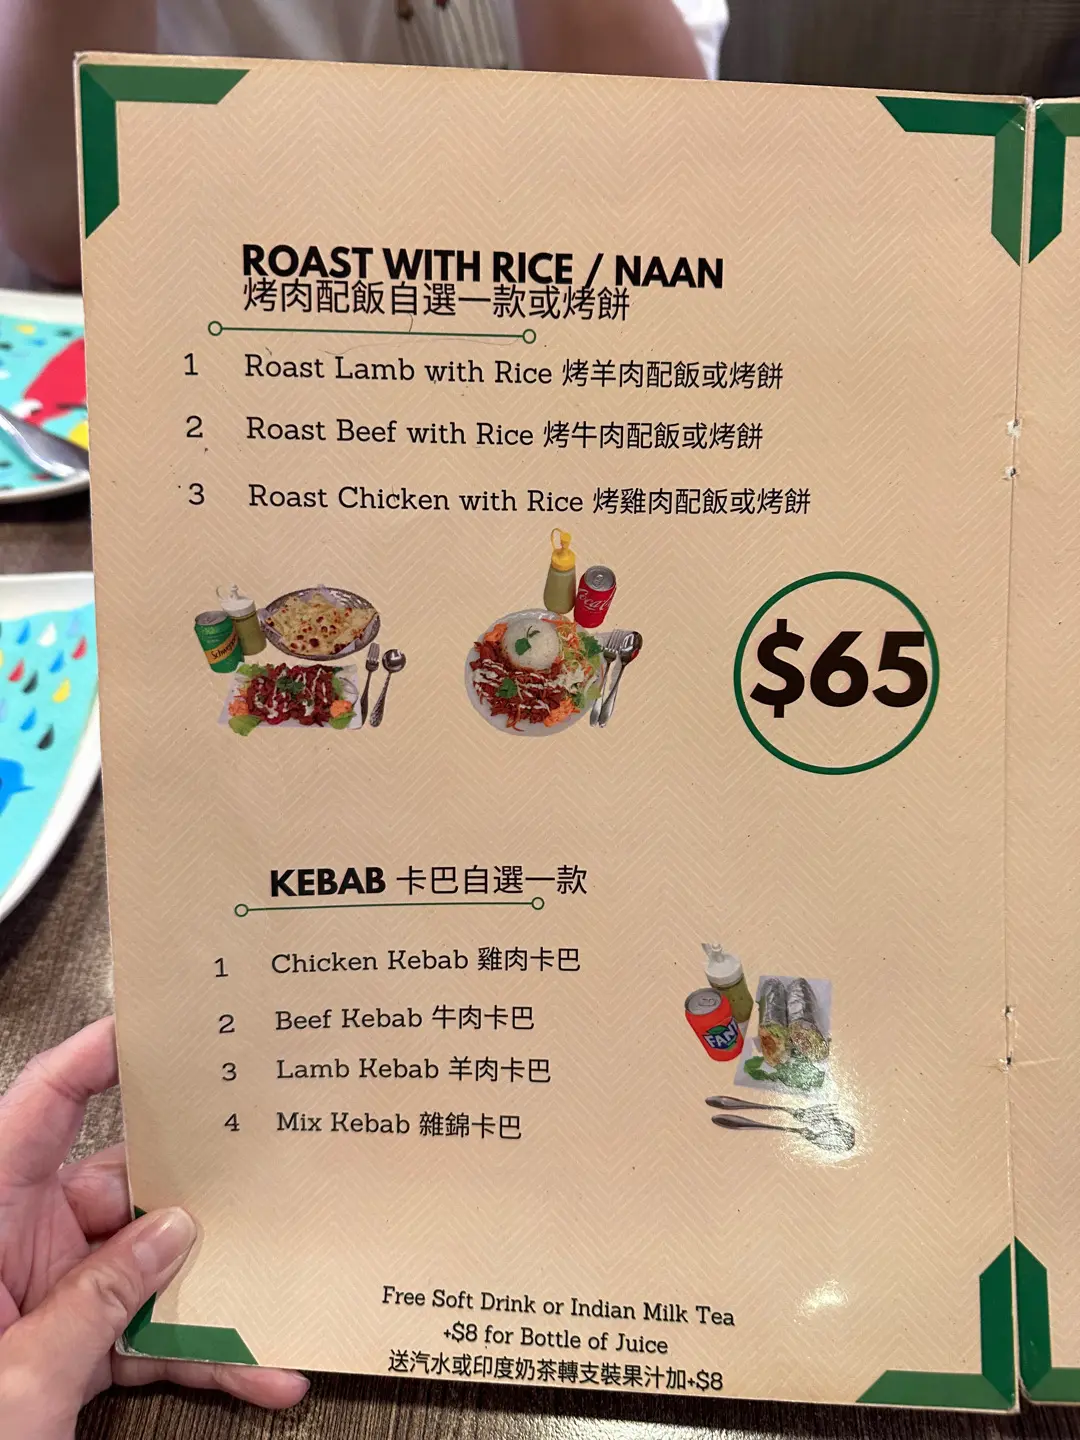 ROAST WITH RICE / NAAN
烤肉配飯自選一款或烤餅
1 Roast Lamb with Rice 烤羊肉配飯或烤餅
2 Roast Beef with Rice 烤牛肉配飯或烤餅
3 Roast Chicken with Rice 烤雞肉配飯或烤餅
Schweppes
$65
KEBAB 卡巴自選一款
1 Chicken Kebab 雞肉卡巴
2 Beef Kebab 牛肉卡巴
3 Lamb Kebab 羊肉卡巴
4 Mix Kebab 雜錦卡巴
FANT
Free Soft Drink or Indian Milk Tea
+$8 for Bottle of Juice
送汽水或印度奶茶轉支裝果汁加+$8